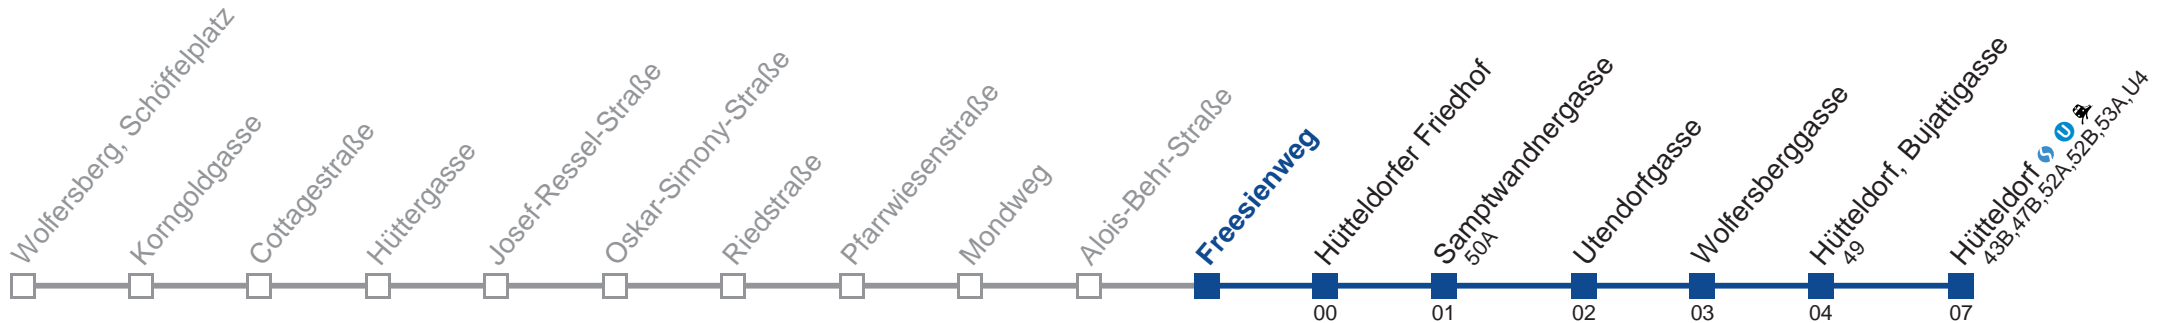 Wolfersberg, Schöffelplatz
Korngoldgasse
Cottagestraße
Hüttergasse
Josef-Ressel-Straße
Oskar-Simony-Straße
Riedstraße
Pfarrwiesenstraße
Mondweg
Alois-Behr-Straße
Freesienweg
Hütteldorfer Friedhof
00
Samptwandnergasse
50A
01
Utendorfgasse
02
Wolfersberggasse
03
Hütteldorf, Bujattigasse
49
04
Hütteldorf S U
43B,47B,52A,52B,53A,U4
07